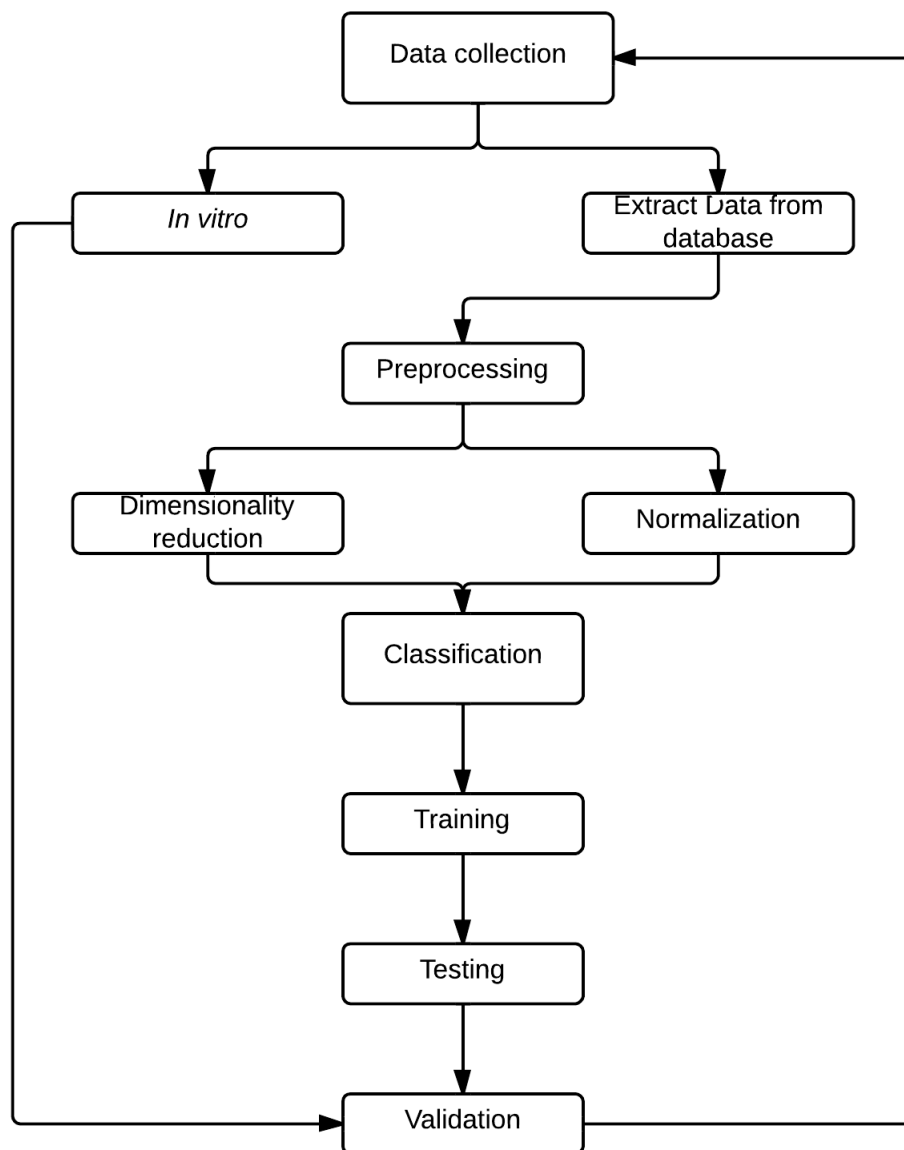 Data collection
In vitro
Extract Data from
database
Preprocessing
Dimensionality
reduction
Normalization
Classification
Training
Testing
Validation